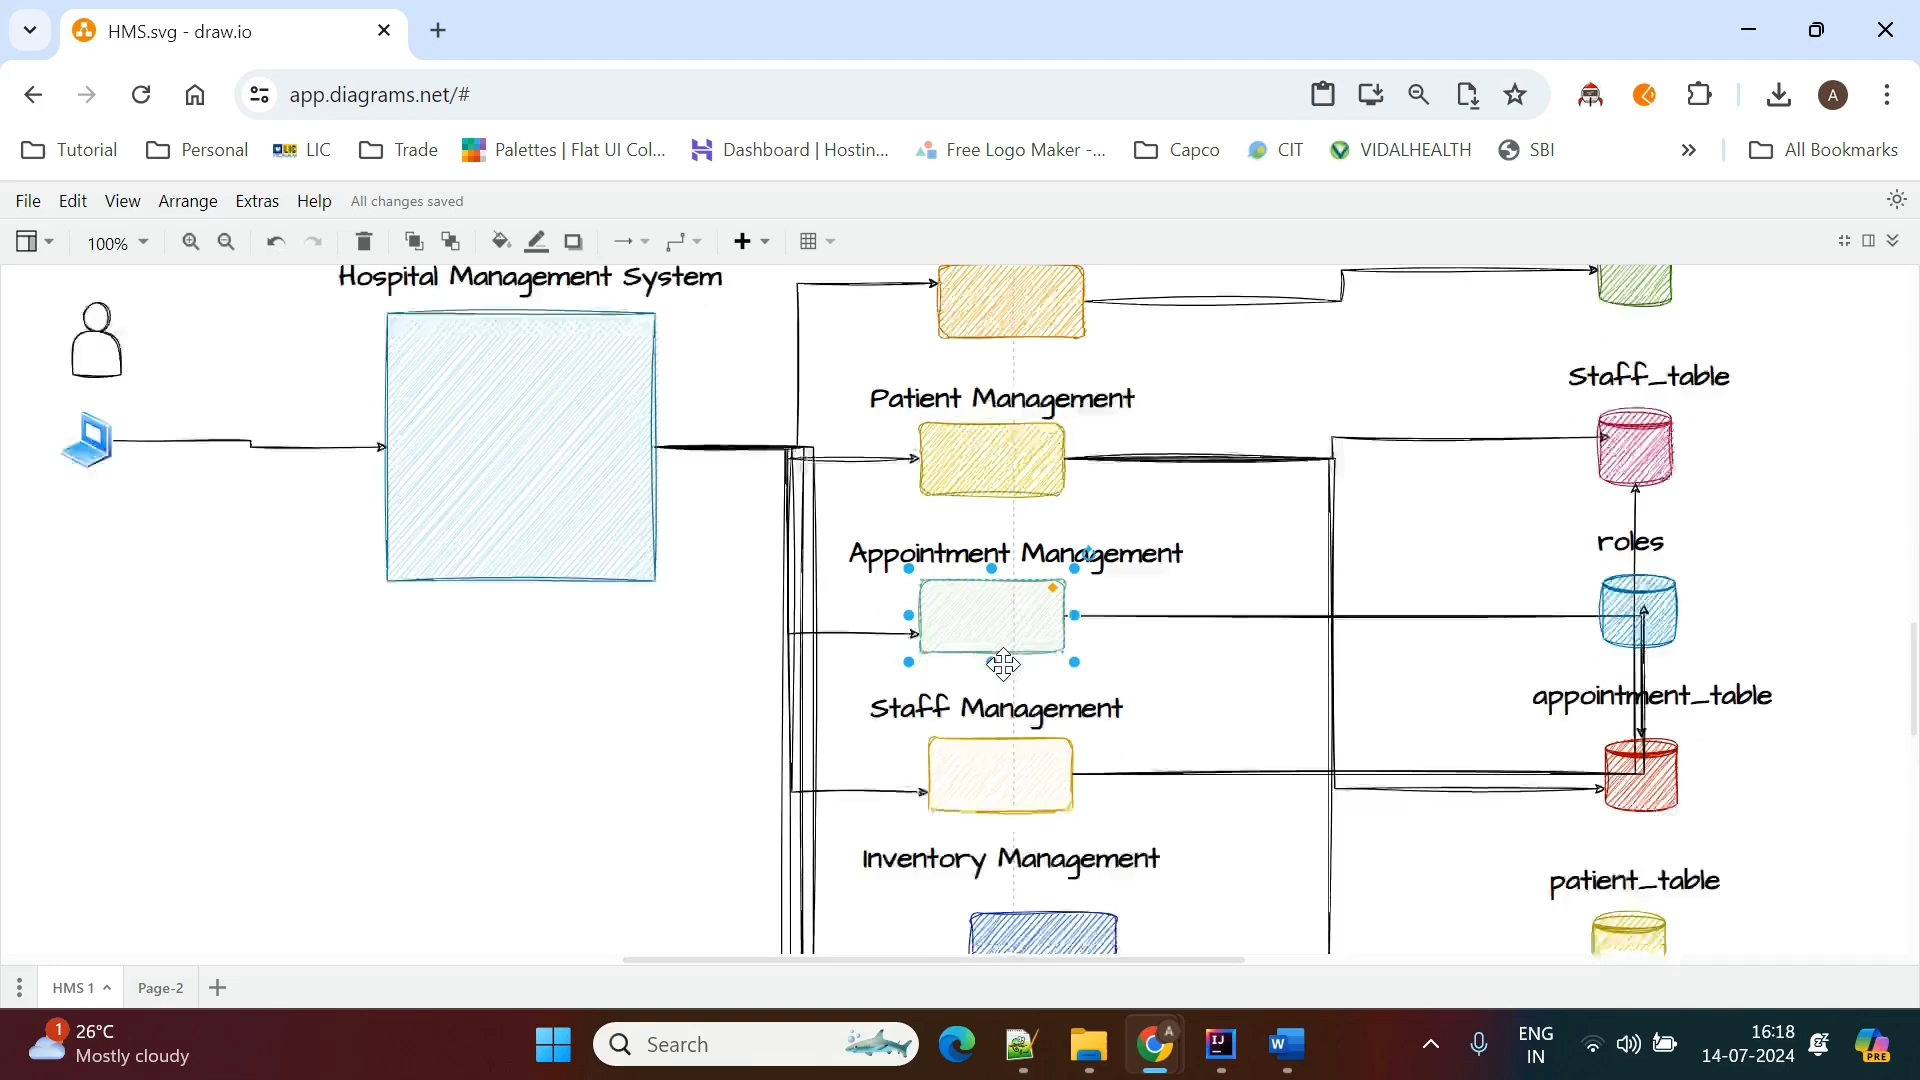 HMS.svg - draw.io
app.diagrams.net/#
A
Tutorial
Personal
LIC
Trade
Palettes | Flat UI Col...
Dashboard | Hostin...
Free Logo Maker -...
Capco
CIT
VIDALHEALTH
SBI
All Bookmarks
File Edit View Arrange Extras Help All changes saved
100%
Hospital Management System
Patient Management
Staff_table
Appointment Management
roles
Staff Management
appointment_table
Inventory Management
patient_table
HMS 1
Page-2
1
26°C
Mostly cloudy
Search
A
ENG
IN
16:18
14-07-2024
PRE